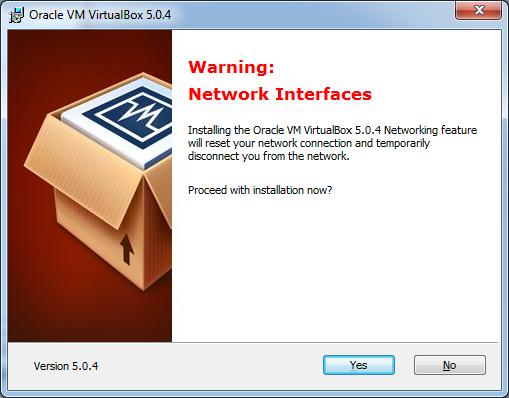 Oracle VM VirtualBox 5.0.4
Warning:
Network Interfaces
Installing the Oracle VM VirtualBox 5.0.4 Networking feature
will reset your network connection and temporarily
disconnect you from the network.
Proceed with installation now?
Version 5.0.4
Yes
No